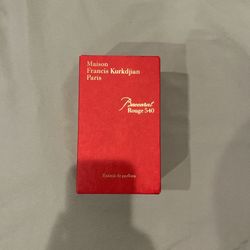 Maison
Francis Kurkdjian
Paris
Baccarat
Rouge 540
Extrait de parfum